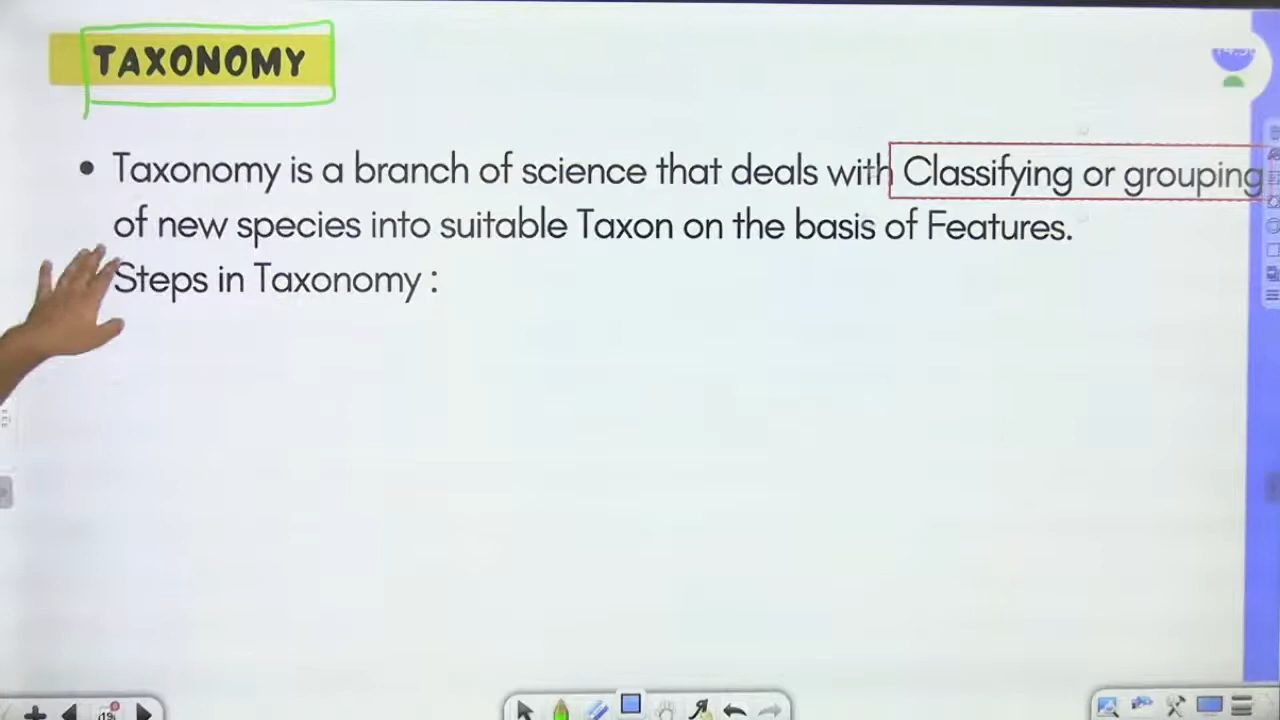 TAXONOMY
• Taxonomy is a branch of science that deals with Classifying or grouping
of new species into suitable Taxon on the basis of Features.
Steps in Taxonomy :